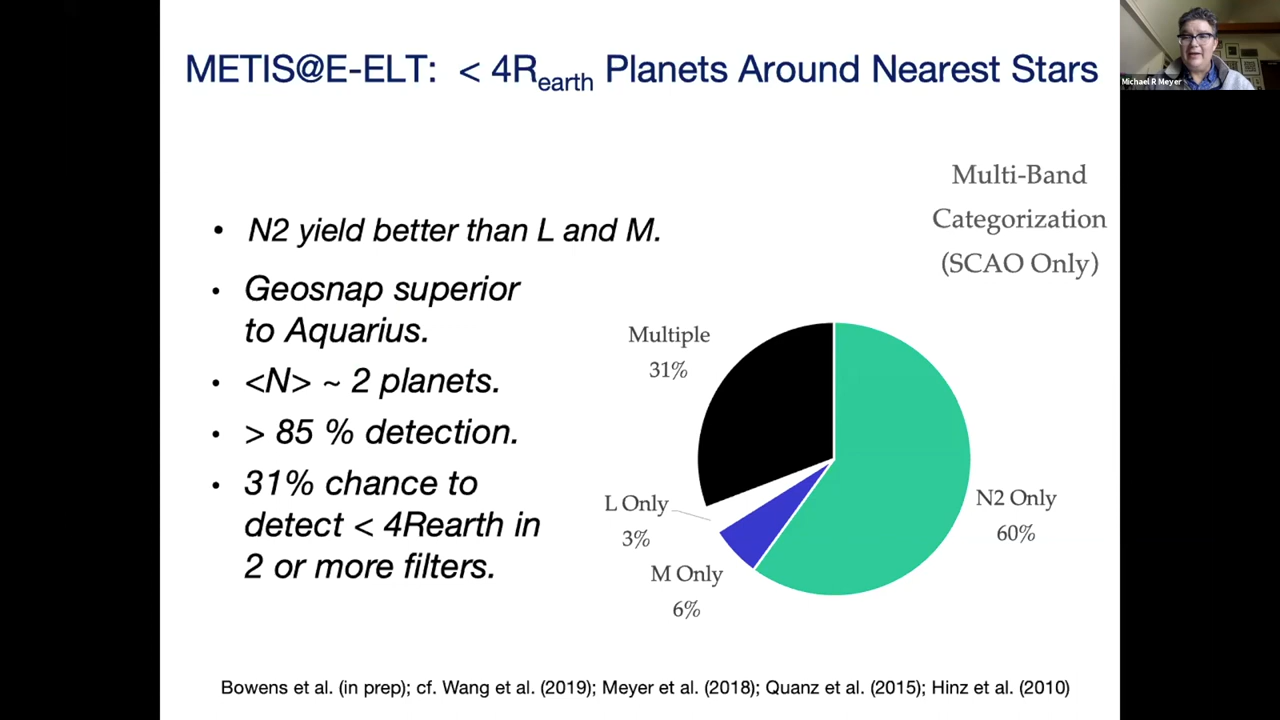 METIS@E-ELT: < 4Rearth Planets Around Nearest Stars
Michael R Meyer
• N2 yield better than L and M.
• Geosnap superior
to Aquarius.
• <N> ~ 2 planets.
• > 85 % detection.
• 31% chance to
detect < 4Rearth in
2 or more filters.
Multi-Band
Categorization
(SCAO Only)
Multiple
31%
L Only
3%
M Only
6%
N2 Only
60%
Bowens et al. (in prep); cf. Wang et al. (2019); Meyer et al. (2018); Quanz et al. (2015); Hinz et al. (2010)